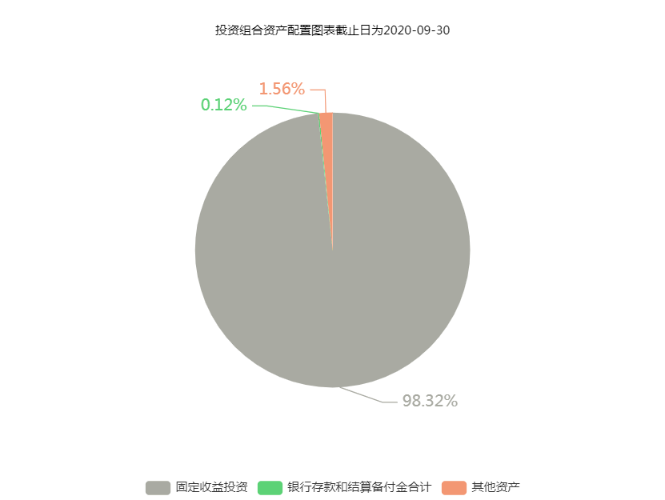 投资组合资产配置图表截止日为2020-09-30
1.56%
0.12%
98.32%
固定收益投资 银行存款和结算备付金合计 其他资产